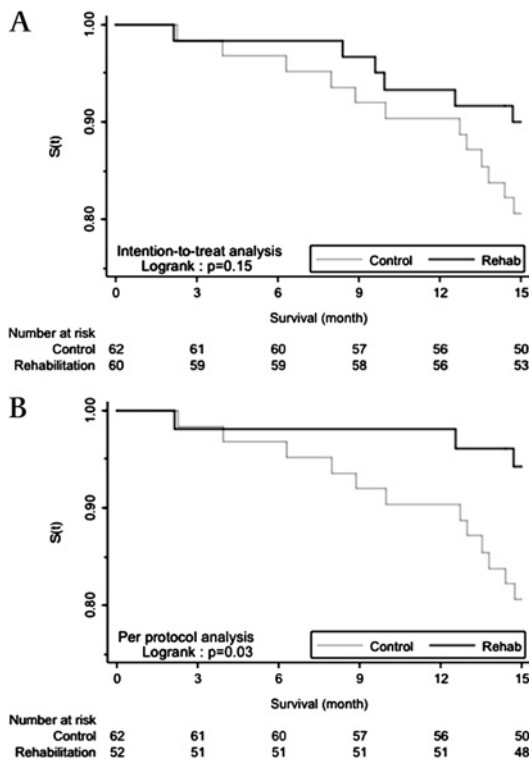 A
1.00
0.90
0.80
S(t)
Intention-to-treat analysis
Logrank : p=0.15
Control Rehab
0 3 6 9 12 15
Survival (month)
Number at risk
Control 62 61 60 57 56 50
Rehabilitation 60 59 59 58 56 53
B
1.00
0.90
0.80
S(t)
Per protocol analysis
Logrank : p=0.03
Control Rehab
0 3 6 9 12 15
Survival (month)
Number at risk
Control 62 61 60 57 56 50
Rehabilitation 52 51 51 51 51 48